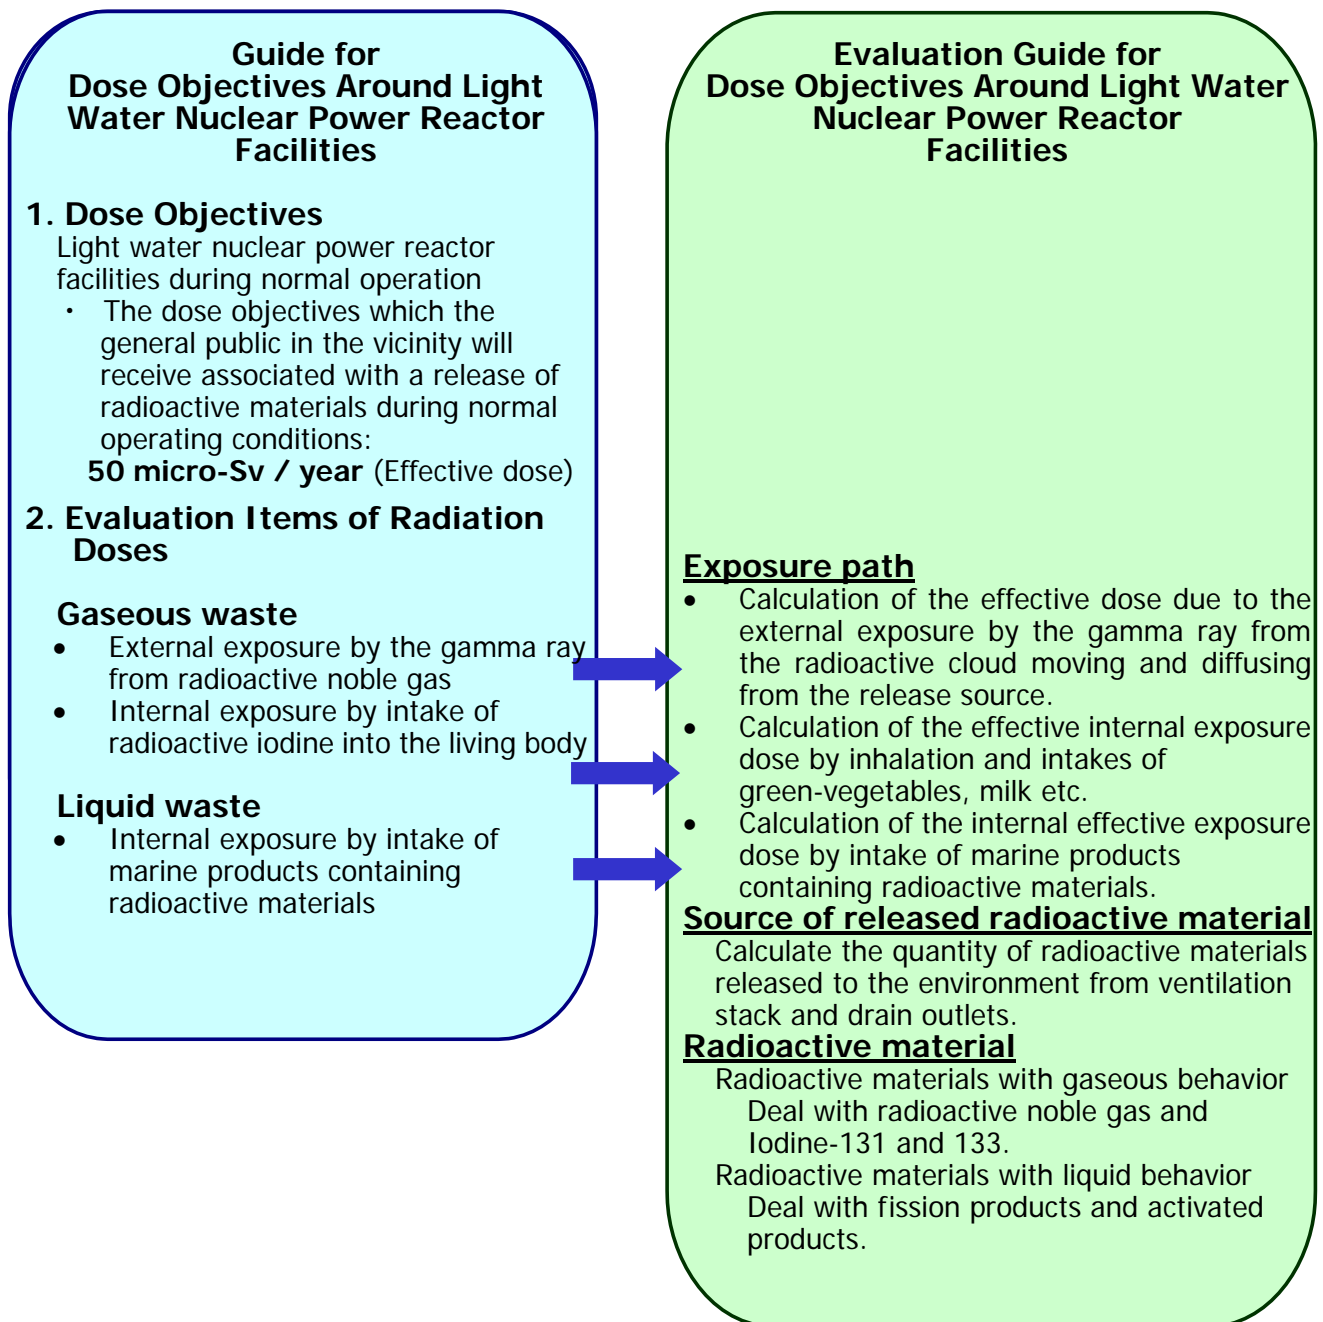 Guide for
Dose Objectives Around Light
Water Nuclear Power Reactor
Facilities
1. Dose Objectives
Light water nuclear power reactor
facilities during normal operation
・ The dose objectives which the
general public in the vicinity will
receive associated with a release of
radioactive materials during normal
operating conditions:
50 micro-Sv / year (Effective dose)
2. Evaluation Items of Radiation
Doses
Gaseous waste
• External exposure by the gamma ray
from radioactive noble gas
• Internal exposure by intake of
radioactive iodine into the living body
Liquid waste
• Internal exposure by intake of
marine products containing
radioactive materials
Evaluation Guide for
Dose Objectives Around Light Water
Nuclear Power Reactor
Facilities
Exposure path
• Calculation of the effective dose due to the
external exposure by the gamma ray from
the radioactive cloud moving and diffusing
from the release source.
• Calculation of the effective internal exposure
dose by inhalation and intakes of
green-vegetables, milk etc.
• Calculation of the internal effective exposure
dose by intake of marine products
containing radioactive materials.
Source of released radioactive material
Calculate the quantity of radioactive materials
released to the environment from ventilation
stack and drain outlets.
Radioactive material
Radioactive materials with gaseous behavior
Deal with radioactive noble gas and
Iodine-131 and 133.
Radioactive materials with liquid behavior
Deal with fission products and activated
products.